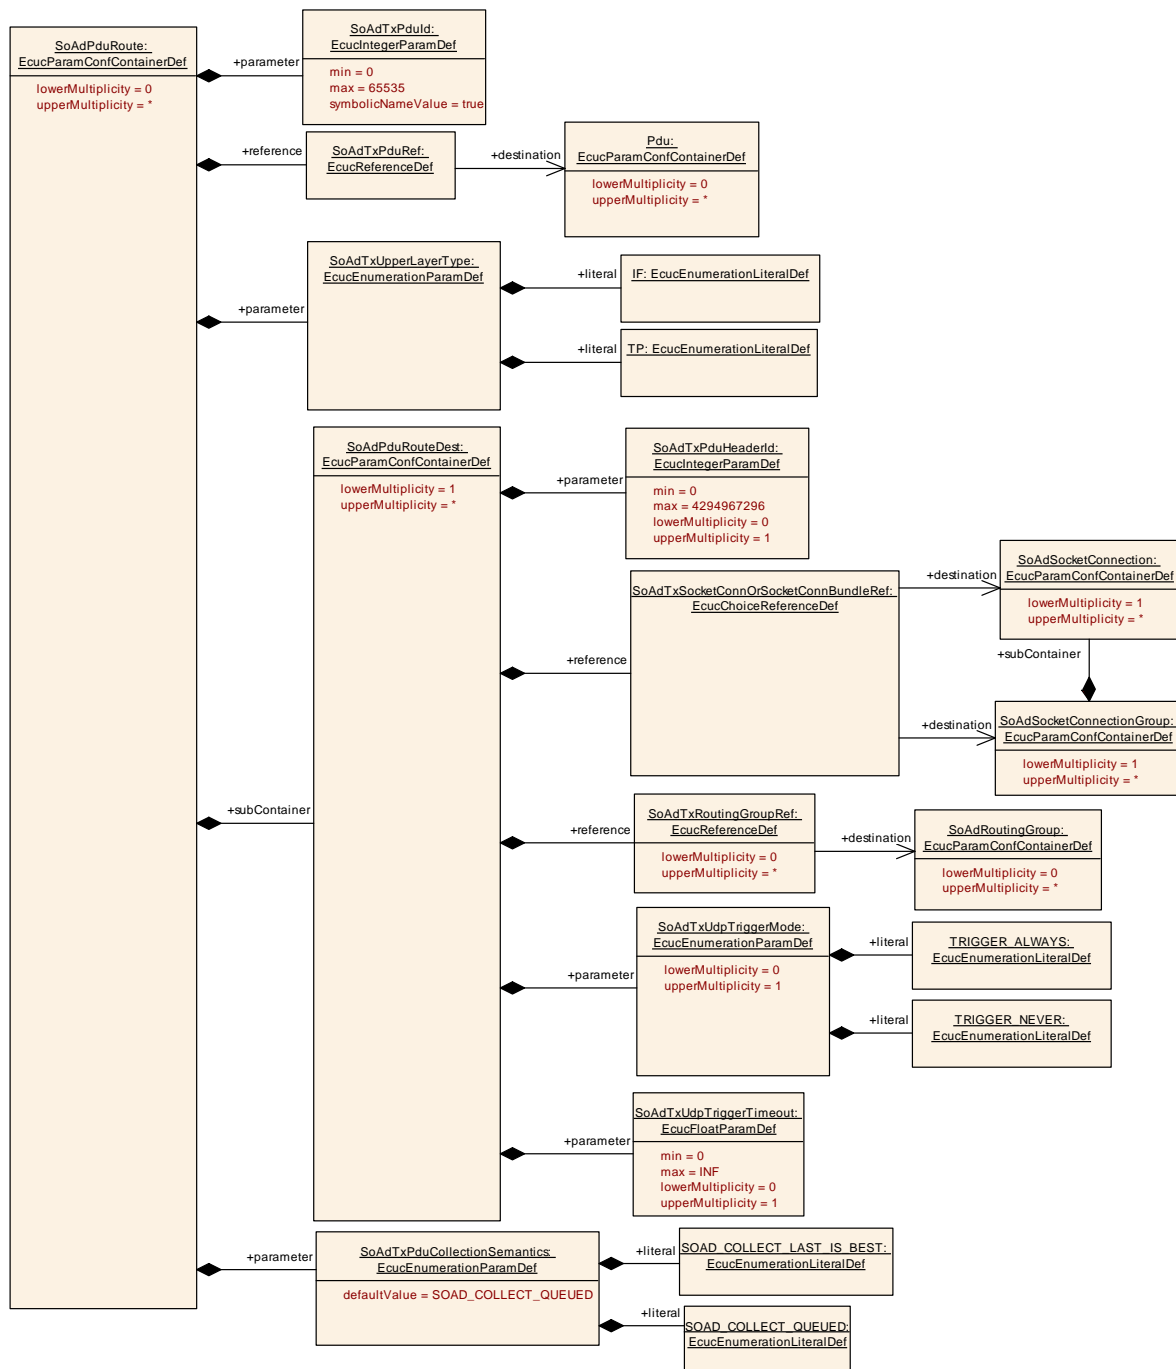 SoAdPduRoute:
EcucParamConfContainerDef
lowerMultiplicity = 0
upperMultiplicity = *
+parameter
SoAdTxPduId:
EcucIntegerParamDef
min = 0
max = 65535
symbolicNameValue = true
+reference
SoAdTxPduRef:
EcucReferenceDef
+destination
Pdu:
EcucParamConfContainerDef
lowerMultiplicity = 0
upperMultiplicity = *
+parameter
SoAdTxUpperLayerType:
EcucEnumerationParamDef
+literal
IF: EcucEnumerationLiteralDef
+literal
TP: EcucEnumerationLiteralDef
+subContainer
SoAdPduRouteDest:
EcucParamConfContainerDef
lowerMultiplicity = 1
upperMultiplicity = *
+parameter
SoAdTxPduHeaderId:
EcucIntegerParamDef
min = 0
max = 4294967296
lowerMultiplicity = 0
upperMultiplicity = 1
+reference
SoAdTxSocketConnOrSocketConnBundleRef:
EcucChoiceReferenceDef
+destination
SoAdSocketConnection:
EcucParamConfContainerDef
lowerMultiplicity = 1
upperMultiplicity = *
+subContainer
+destination
SoAdSocketConnectionGroup:
EcucParamConfContainerDef
lowerMultiplicity = 1
upperMultiplicity = *
+reference
SoAdTxRoutingGroupRef:
EcucReferenceDef
lowerMultiplicity = 0
upperMultiplicity = *
+destination
SoAdRoutingGroup:
EcucParamConfContainerDef
lowerMultiplicity = 0
upperMultiplicity = *
+parameter
SoAdTxUdpTriggerMode:
EcucEnumerationParamDef
lowerMultiplicity = 0
upperMultiplicity = 1
+literal
TRIGGER_ALWAYS:
EcucEnumerationLiteralDef
+literal
TRIGGER_NEVER:
EcucEnumerationLiteralDef
+parameter
SoAdTxUdpTriggerTimeout:
EcucFloatParamDef
min = 0
max = INF
lowerMultiplicity = 0
upperMultiplicity = 1
+parameter
SoAdTxPduCollectionSemantics:
EcucEnumerationParamDef
defaultValue = SOAD_COLLECT_QUEUED
+literal
SOAD_COLLECT_LAST_IS_BEST:
EcucEnumerationLiteralDef
+literal
SOAD_COLLECT_QUEUED:
EcucEnumerationLiteralDef